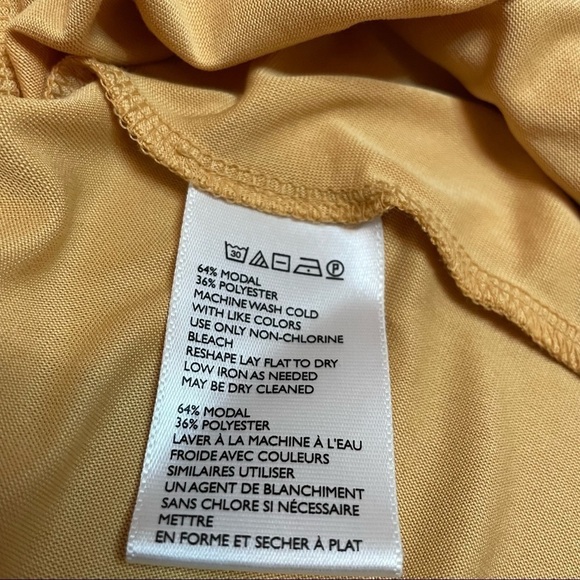 30 P
64% MODAL
36% POLYESTER
MACHINE WASH COLD
WITH LIKE COLORS
USE ONLY NON-CHLORINE
BLEACH
RESHAPE LAY FLAT TO DRY
LOW IRON AS NEEDED
MAY BE DRY CLEANED
64% MODAL
36% POLYESTER
LAVER À LA MACHINE À L'EAU
FROIDE AVEC COULEURS
SIMILAIRES UTILISER
UN AGENT DE BLANCHIMENT
SANS CHLORE SI NÉCESSAIRE
METTRE
EN FORME ET SECHER À PLAT